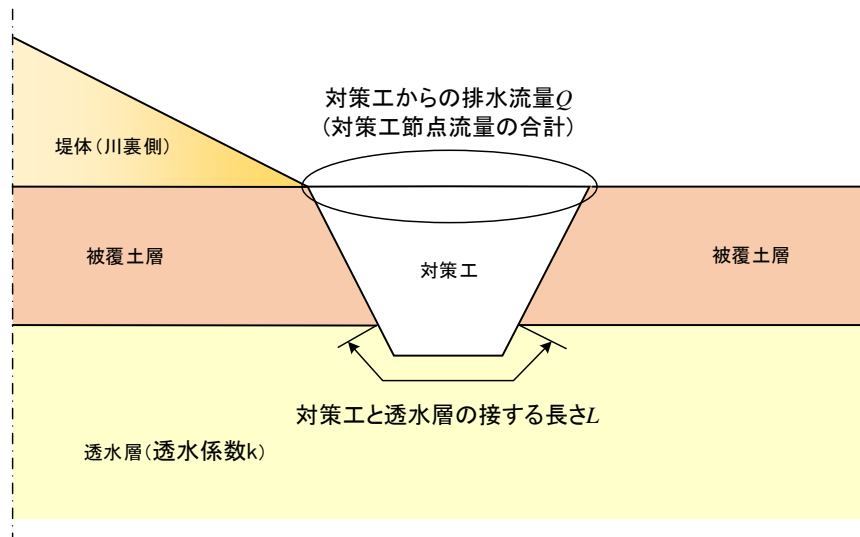 対策工からの排水流量Q
(対策工節点流量の合計)
堤体(川裏側)
被覆土層
対策工
被覆土層
対策工と透水層の接する長さL
透水層(透水係数k)